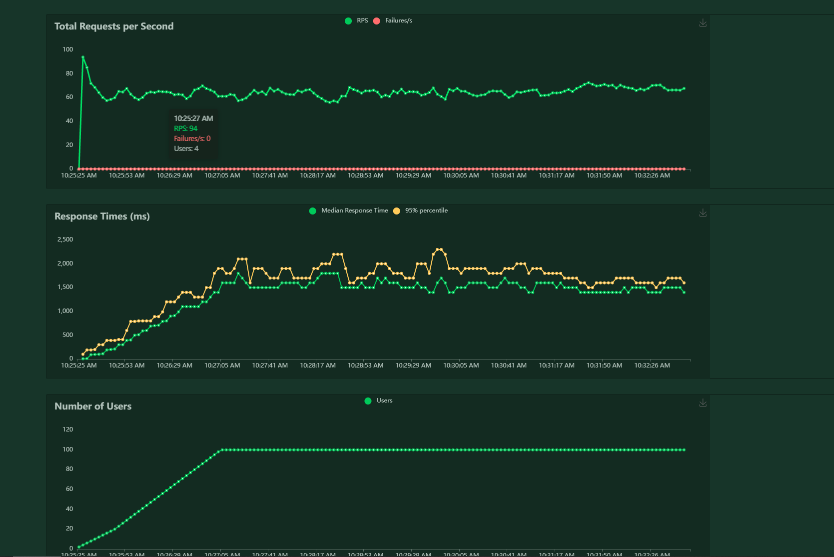 Total Requests per Second
RPS Failures/s
100
80
60
40
20
0
10:25:27 AM
RPS: 94
Failures/s: 0
Users: 4
10:25:25 AM 10:25:53 AM 10:26:29 AM 10:27:05 AM 10:27:41 AM 10:28:17 AM 10:28:53 AM 10:29:29 AM 10:30:05 AM 10:30:41 AM 10:31:17 AM 10:31:50 AM 10:32:26 AM
Response Times (ms)
Median Response Time 95% percentile
2,500
2,000
1,500
1,000
500
0
10:25:25 AM 10:25:53 AM 10:26:29 AM 10:27:05 AM 10:27:41 AM 10:28:17 AM 10:28:53 AM 10:29:29 AM 10:30:05 AM 10:30:41 AM 10:31:17 AM 10:31:50 AM 10:32:26 AM
Number of Users
Users
120
100
80
60
40
20
0
10:25:25 AM 10:25:53 AM 10:26:29 AM 10:27:05 AM 10:27:41 AM 10:28:17 AM 10:28:53 AM 10:29:29 AM 10:30:05 AM 10:30:41 AM 10:31:17 AM 10:31:50 AM 10:32:26 AM